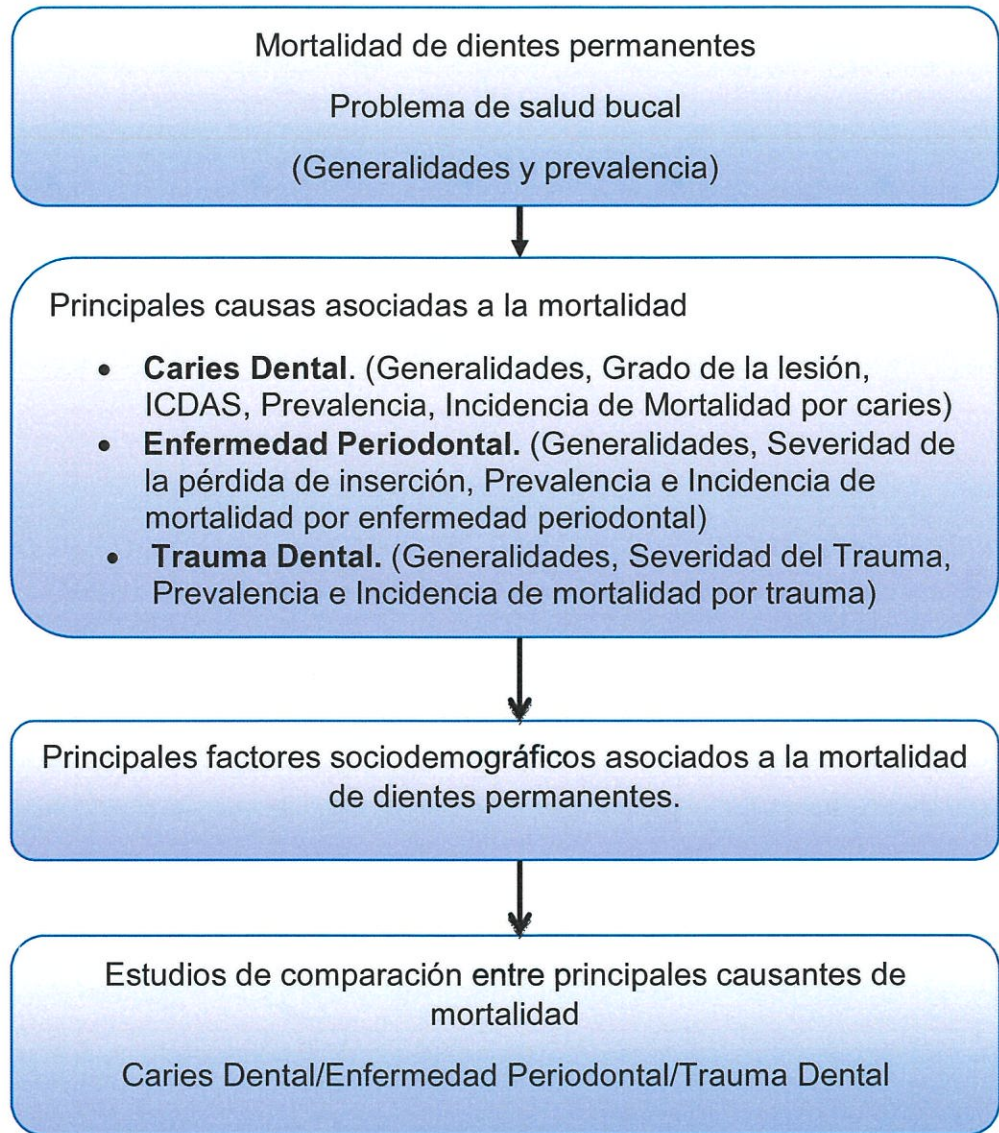 Mortalidad de dientes permanentes
Problema de salud bucal
(Generalidades y prevalencia)
Principales causas asociadas a la mortalidad
• Caries Dental. (Generalidades, Grado de la lesión,
ICDAS, Prevalencia, Incidencia de Mortalidad por caries)
• Enfermedad Periodontal. (Generalidades, Severidad de
la pérdida de inserción, Prevalencia e Incidencia de
mortalidad por enfermedad periodontal)
• Trauma Dental. (Generalidades, Severidad del Trauma,
Prevalencia e Incidencia de mortalidad por trauma)
Principales factores sociodemográficos asociados a la mortalidad
de dientes permanentes.
Estudios de comparación entre principales causantes de
mortalidad
Caries Dental/Enfermedad Periodontal/Trauma Dental